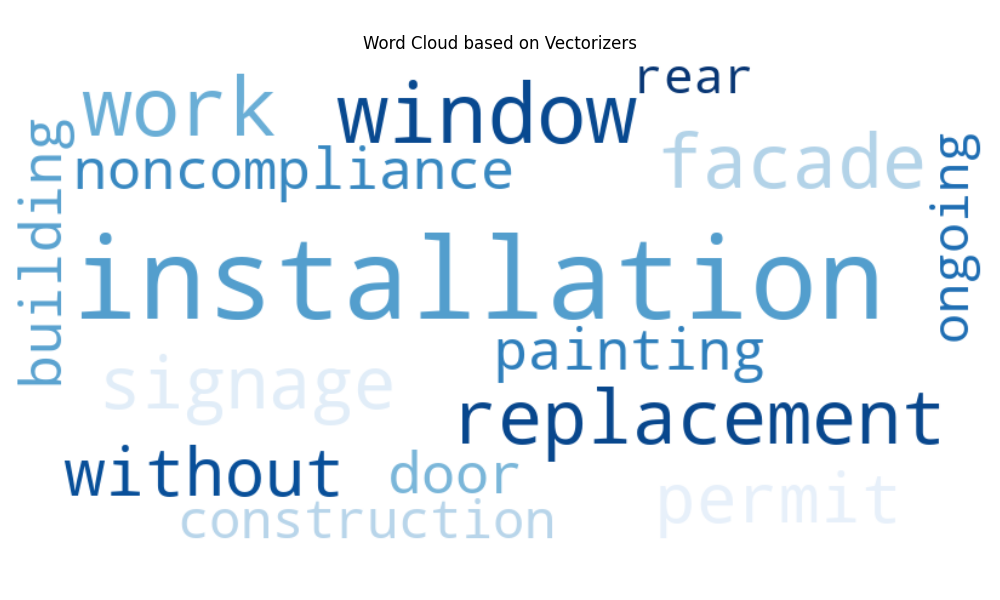 Word Cloud based on Vectorizers
rear
work
window
facade
noncompliance
building
ongoing
installation
painting
signage
replacement
without
door
permit
construction